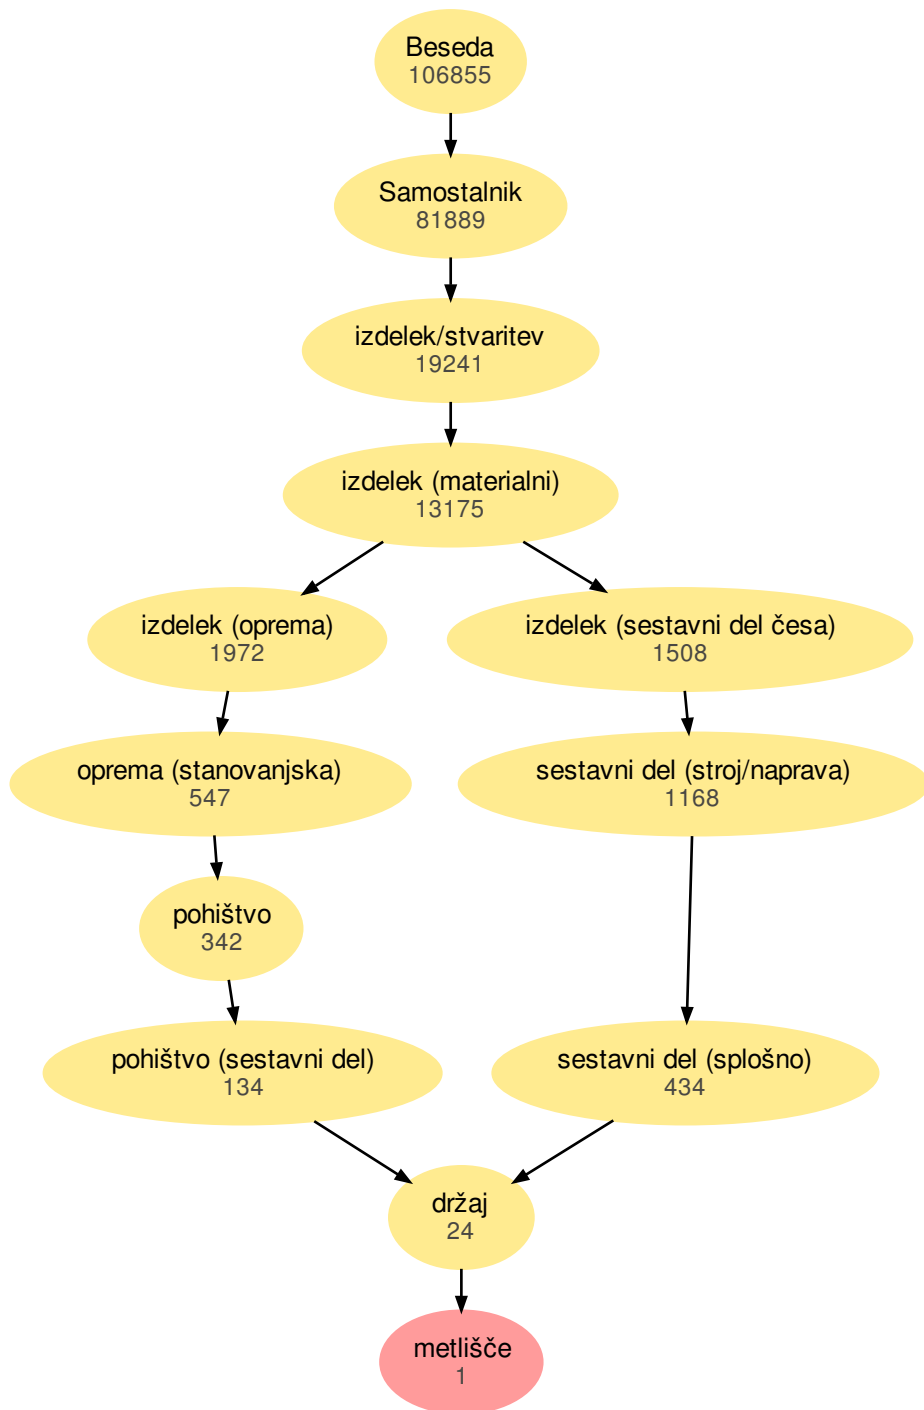 Beseda
106855
Samostalnik
81889
izdelek/stvaritev
19241
izdelek (materialni)
13175
izdelek (oprema)
1972
izdelek (sestavni del česa)
1508
oprema (stanovanjska)
547
sestavni del (stroj/naprava)
1168
pohištvo
342
pohištvo (sestavni del)
134
sestavni del (splošno)
434
držaj
24
metlišče
1